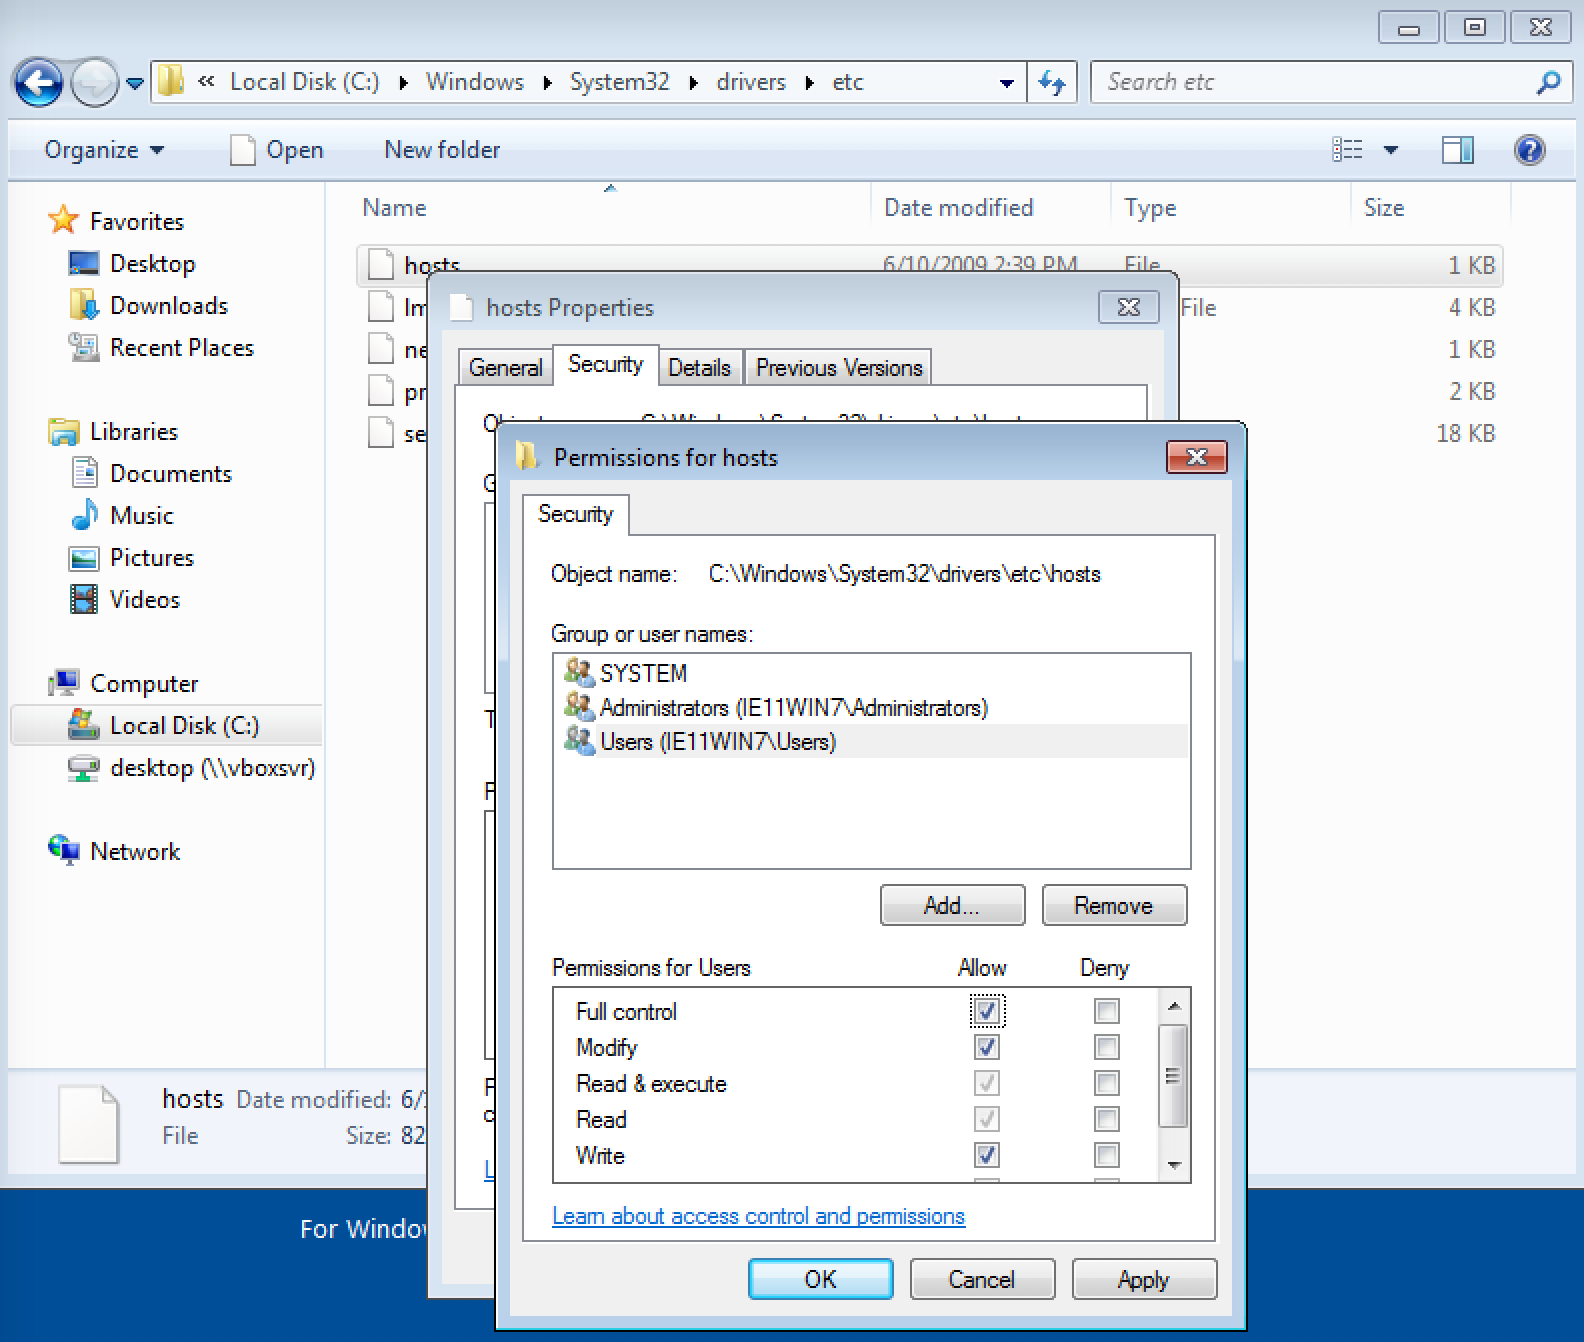 « Local Disk (C:) Windows System32 drivers etc
Search etc
Organize Open New folder
Name Date modified Type Size
Favorites
Desktop
Downloads
Recent Places
Libraries
Documents
Music
Pictures
Videos
Computer
Local Disk (C:)
desktop (\\vboxsvr)
Network
hosts 6/10/2009 2:39 PM File 1 KB
File 4 KB
ne 1 KB
pr 2 KB
se 18 KB
hosts Properties
General Security Details Previous Versions
Permissions for hosts
Security
Object name: C:\Windows\System32\drivers\etc\hosts
Group or user names:
SYSTEM
Administrators (IE11WIN7\Administrators)
Users (IE11WIN7\Users)
Add... Remove
Permissions for Users Allow Deny
Full control
Modify
Read & execute
Read
Write
Learn about access control and permissions
OK Cancel Apply
hosts Date modified: 6/
File Size: 82
For Windo